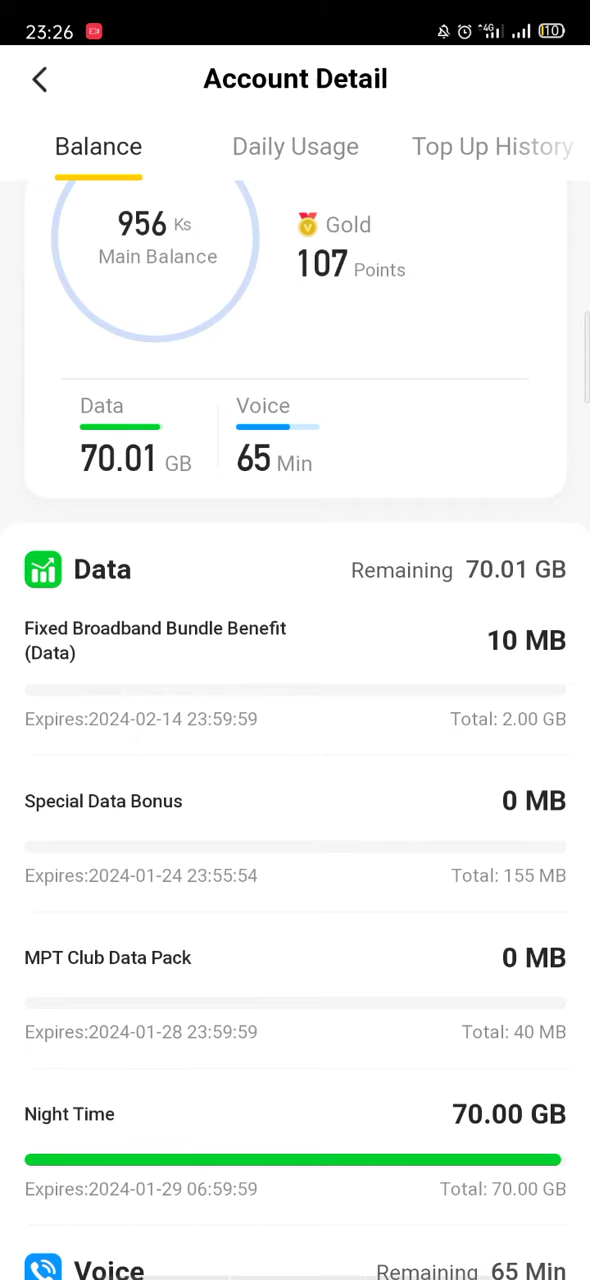 23:26
4G
10
Account Detail
Balance
Daily Usage
Top Up History
956 Ks
Main Balance
Gold
107 Points
Data
70.01 GB
Voice
65 Min
Data
Remaining 70.01 GB
Fixed Broadband Bundle Benefit
(Data)
10 MB
Expires:2024-02-14 23:59:59
Total: 2.00 GB
Special Data Bonus
0 MB
Expires:2024-01-24 23:55:54
Total: 155 MB
MPT Club Data Pack
0 MB
Expires:2024-01-28 23:59:59
Total: 40 MB
Night Time
70.00 GB
Expires:2024-01-29 06:59:59
Total: 70.00 GB
Voice
Remaining 65 Min